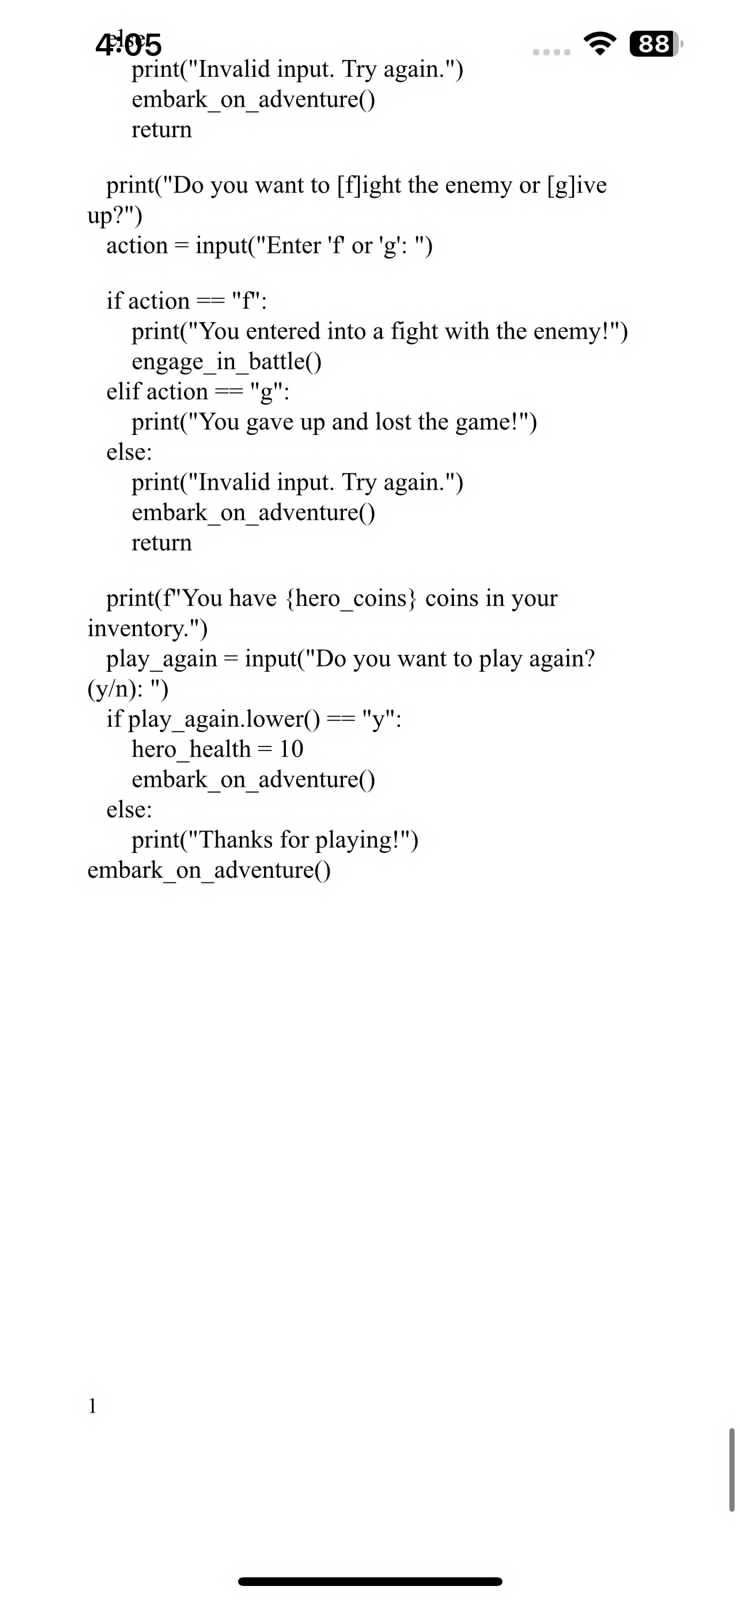 4:05
88
else:
print("Invalid input. Try again.")
embark_on_adventure()
return
print("Do you want to [f]ight the enemy or [g]ive
up?")
action = input("Enter 'f' or 'g': ")
if action == "f":
print("You entered into a fight with the enemy!")
engage_in_battle()
elif action == "g":
print("You gave up and lost the game!")
else:
print("Invalid input. Try again.")
embark_on_adventure()
return
print(f"You have {hero_coins} coins in your
inventory.")
play_again = input("Do you want to play again?
(y/n): ")
if play_again.lower() == "y":
hero_health = 10
embark_on_adventure()
else:
print("Thanks for playing!")
embark_on_adventure()
1